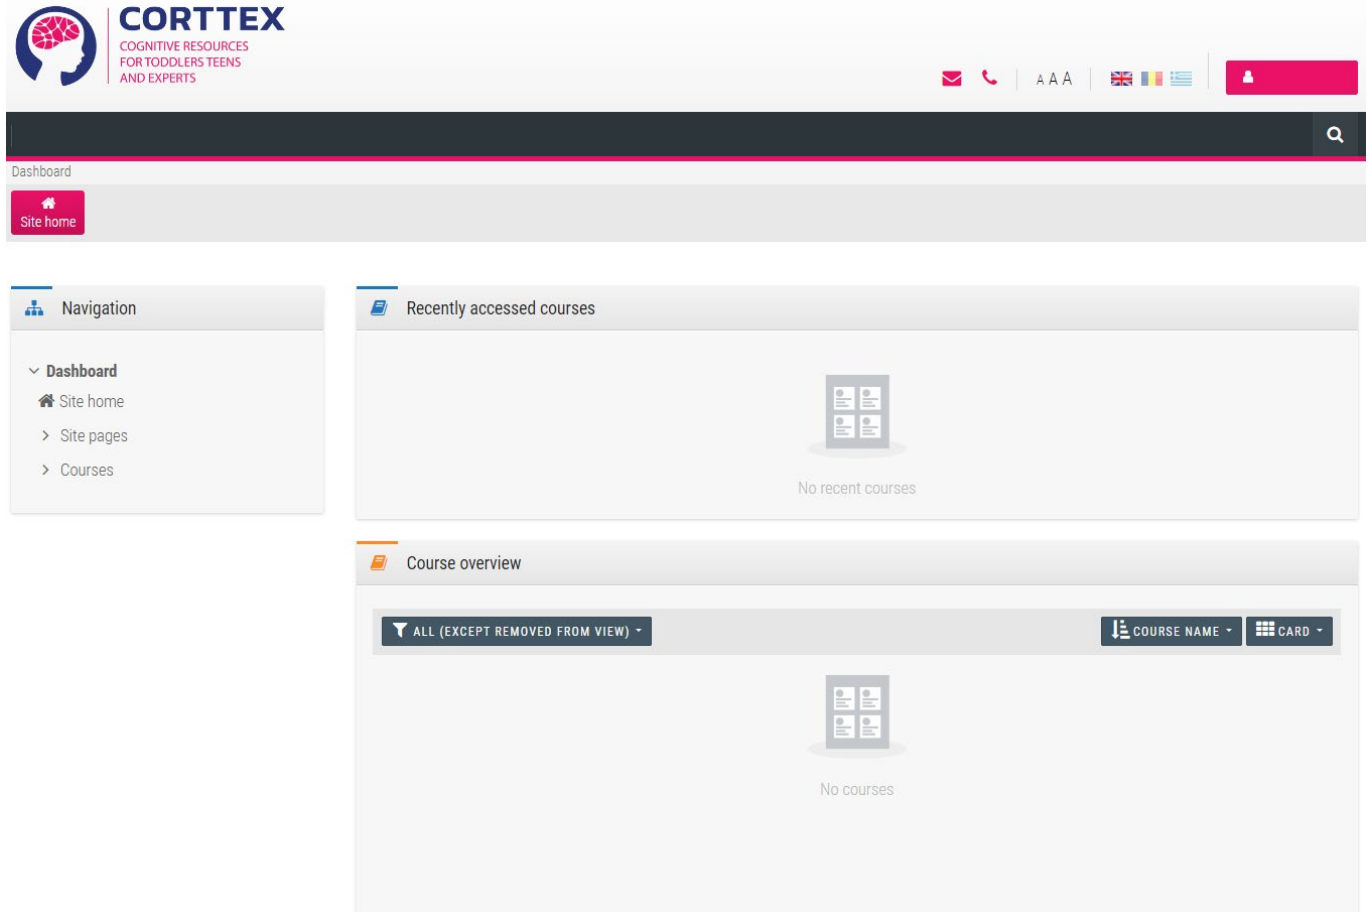 CORTTEX
COGNITIVE RESOURCES
FOR TODDLERS TEENS
AND EXPERTS
A A A
Dashboard
Site home
Navigation
Dashboard
Site home
Site pages
Courses
Recently accessed courses
No recent courses
Course overview
ALL (EXCEPT REMOVED FROM VIEW)
COURSE NAME
CARD
No courses